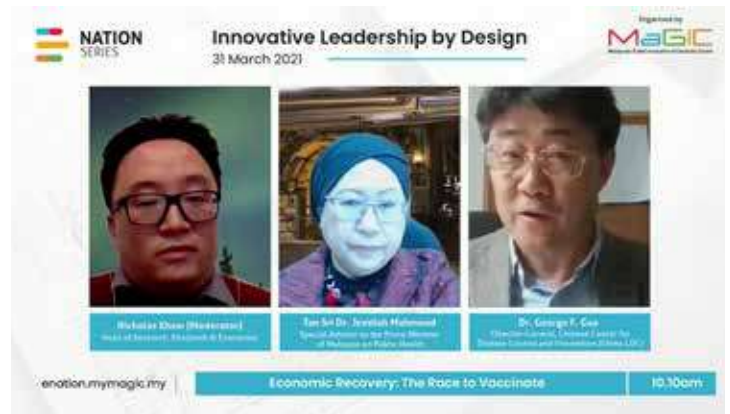 NATION
SERIES
Innovative Leadership by Design
31 March 2021
Organised by
MaGIC
Nicholas Khaw (Moderator)
Head of Research, Khazanah
Tan Sri Dr. Jemilah Mahmood
Special Advisor to the Prime Minister
of Malaysia on Public Health
Dr. George F. Gao
Director-General, Chinese Center for
Disease Control and Prevention (China CDC)
enation.mymagic.my
Economic Recovery: The Race to Vaccinate
10.10am